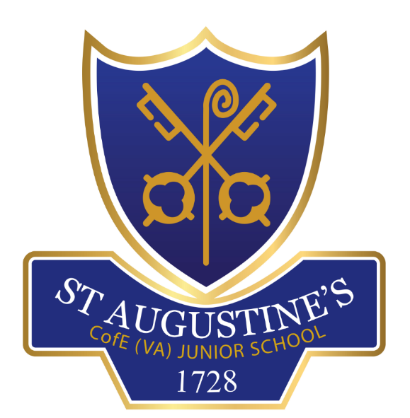 ST AUGUSTINE'S
CofE (VA) JUNIOR SCHOOL
1728